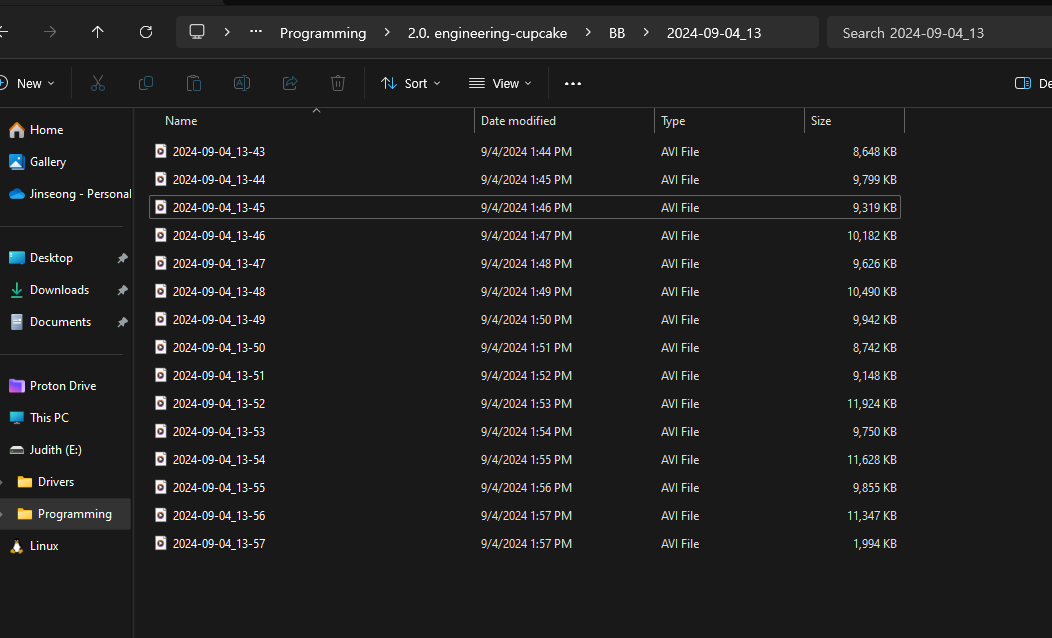 Programming > 2.0. engineering-cupcake > BB > 2024-09-04_13
Search 2024-09-04_13
New
Sort
View
Home
Gallery
Jinseong - Personal
Desktop
Downloads
Documents
Proton Drive
This PC
Judith (E:)
Drivers
Programming
Linux
Name Date modified Type Size
2024-09-04_13-43 9/4/2024 1:44 PM AVI File 8,648 KB
2024-09-04_13-44 9/4/2024 1:45 PM AVI File 9,799 KB
2024-09-04_13-45 9/4/2024 1:46 PM AVI File 9,319 KB
2024-09-04_13-46 9/4/2024 1:47 PM AVI File 10,182 KB
2024-09-04_13-47 9/4/2024 1:48 PM AVI File 9,626 KB
2024-09-04_13-48 9/4/2024 1:49 PM AVI File 10,490 KB
2024-09-04_13-49 9/4/2024 1:50 PM AVI File 9,942 KB
2024-09-04_13-50 9/4/2024 1:51 PM AVI File 8,742 KB
2024-09-04_13-51 9/4/2024 1:52 PM AVI File 9,148 KB
2024-09-04_13-52 9/4/2024 1:53 PM AVI File 11,924 KB
2024-09-04_13-53 9/4/2024 1:54 PM AVI File 9,750 KB
2024-09-04_13-54 9/4/2024 1:55 PM AVI File 11,628 KB
2024-09-04_13-55 9/4/2024 1:56 PM AVI File 9,855 KB
2024-09-04_13-56 9/4/2024 1:57 PM AVI File 11,347 KB
2024-09-04_13-57 9/4/2024 1:57 PM AVI File 1,994 KB